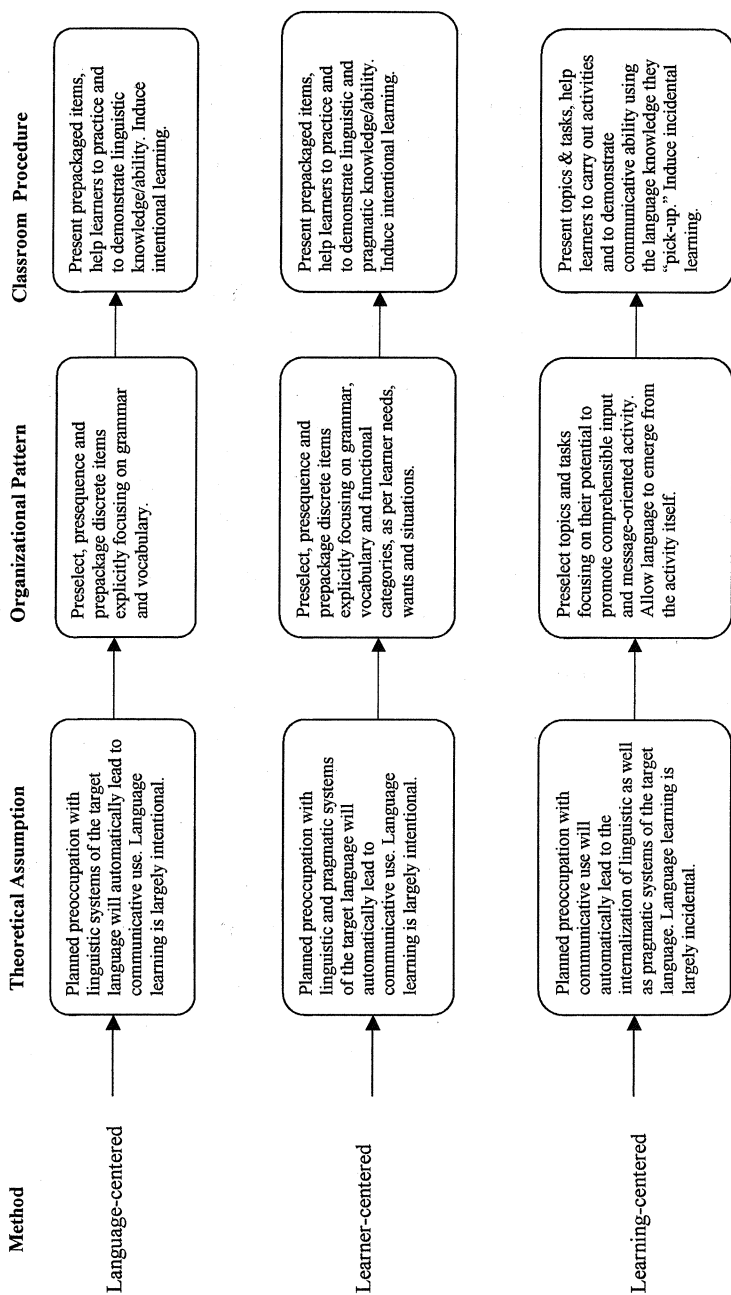 Method
Theoretical Assumption
Organizational Pattern
Classroom Procedure
Language-centered
Planned preoccupation with
linguistic systems of the target
language will automatically lead to
communicative use. Language
learning is largely intentional.
Preselect, presequence and
prepackage discrete items
explicitly focusing on grammar
and vocabulary.
Present prepackaged items,
help learners to practice and
to demonstrate linguistic
knowledge/ability. Induce
intentional learning.
Learner-centered
Planned preoccupation with
linguistic and pragmatic systems
of the target language will
automatically lead to
communicative use. Language
learning is largely intentional.
Preselect, presequence and
prepackage discrete items
explicitly focusing on grammar,
vocabulary and functional
categories, as per learner needs,
wants and situations.
Present prepackaged items,
help learners to practice and
to demonstrate linguistic and
pragmatic knowledge/ability.
Induce intentional learning.
Learning-centered
Planned preoccupation with
communicative use will
automatically lead to the
internalization of linguistic as well
as pragmatic systems of the target
language. Language learning is
largely incidental.
Preselect topics and tasks
focusing on their potential to
promote comprehensible input
and message-oriented activity.
Allow language to emerge from
the activity itself.
Present topics & tasks, help
learners to carry out activities
and to demonstrate
communicative ability using
the language knowledge they
“pick-up.” Induce incidental
learning.